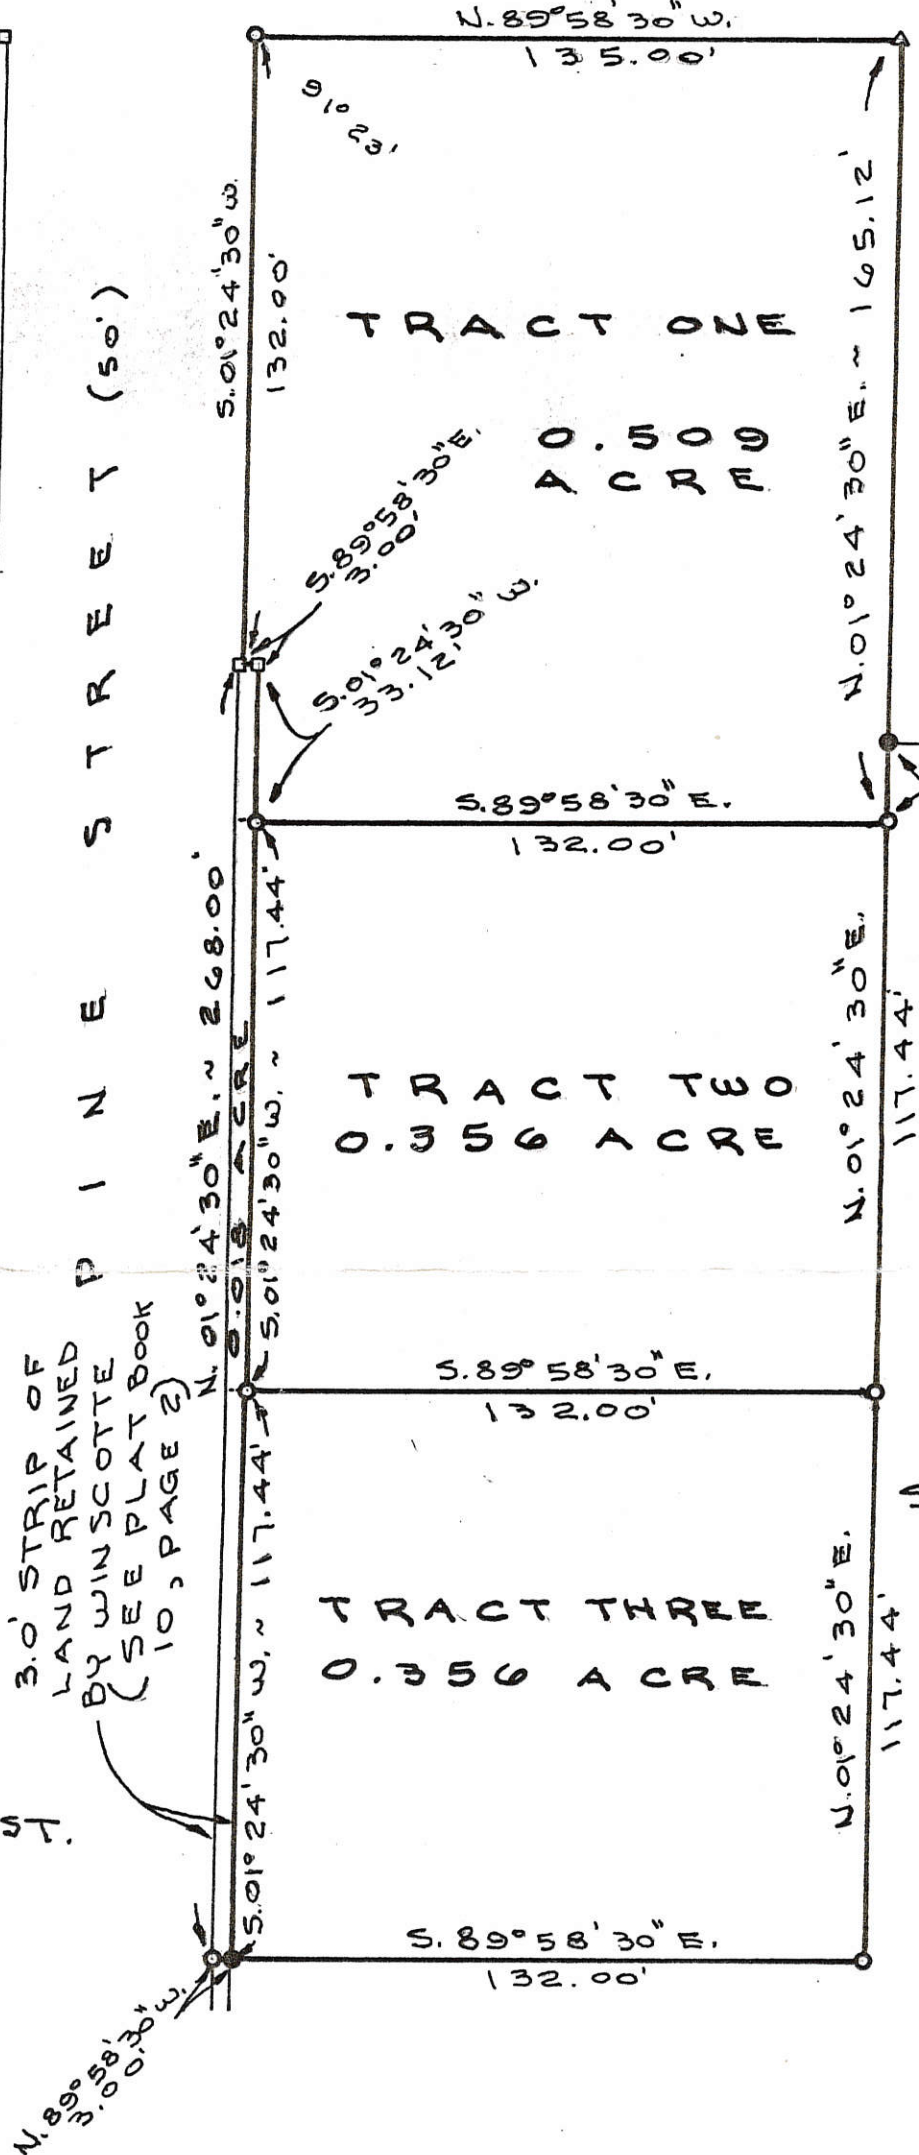 N.89°58'30"W.
135.00'
91° 23'
S.01°24'30"W.
132.00'
N.01°24'30"E. ~ 165.12'
TRACT ONE
0.509
ACRE
PINE STREET (50')
S.89°58'30"E.
3.00'
S.01°24'30"W.
33.12'
S.89°58'30"E.
132.00'
N.01°24'30"E. ~ 268.00'
0.018 ACRE
S.01°24'30"W. ~ 117.44'
TRACT TWO
0.356 ACRE
N.01°24'30"E.
117.44'
S.89°58'30"E.
132.00'
3.0' STRIP OF
LAND RETAINED
BY WINSCOTTE
(SEE PLAT BOOK
10, PAGE 2)
S.01°24'30"W. ~ 117.44'
TRACT THREE
0.356 ACRE
N.01°24'30"E.
117.44'
ST.
S.89°58'30"E.
132.00'
N.89°58'30"W.
3.00'